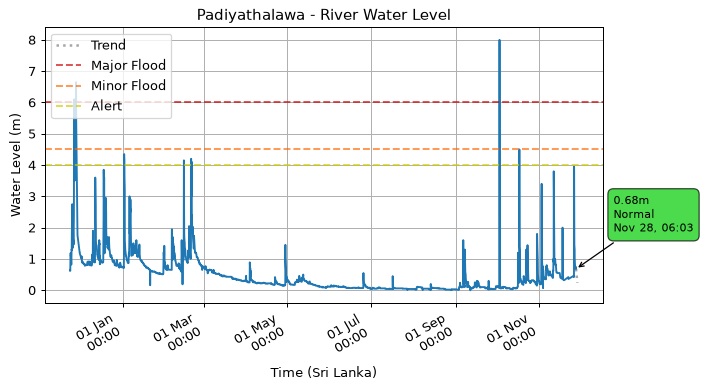 Padiyathalawa - River Water Level
Trend
Major Flood
Minor Flood
Alert
Water Level (m)
8
7
6
5
4
3
2
1
0
0.68m
Normal
Nov 28, 06:03
01 Jan
00:00
01 Mar
00:00
01 May
00:00
01 Jul
00:00
01 Sep
00:00
01 Nov
00:00
Time (Sri Lanka)